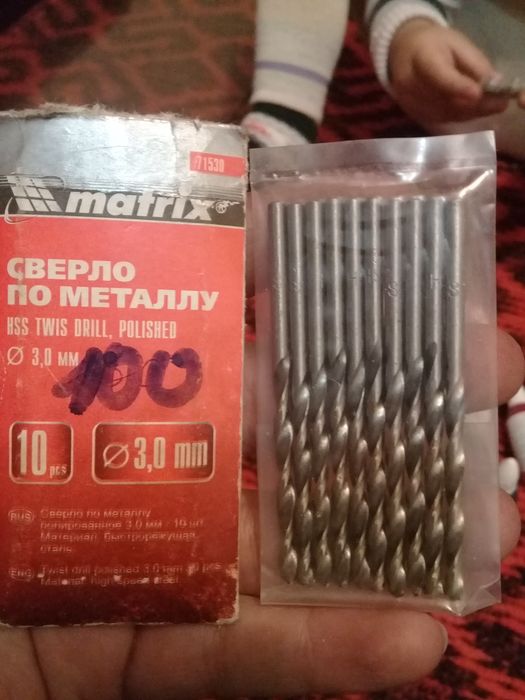 71530
matrix®
СВЕРЛО
ПО МЕТАЛЛУ
HSS TWIS DRILL, POLISHED
Ø 3,0 мм
100
10 pcs
Ø 3,0 mm
RUS Сверло по металлу
полированное 3,0 мм - 10 шт.
Материал: быстрорежущая
сталь
ENG Twist drill polished 3.0 mm - 10 pcs
Material: high speed steel